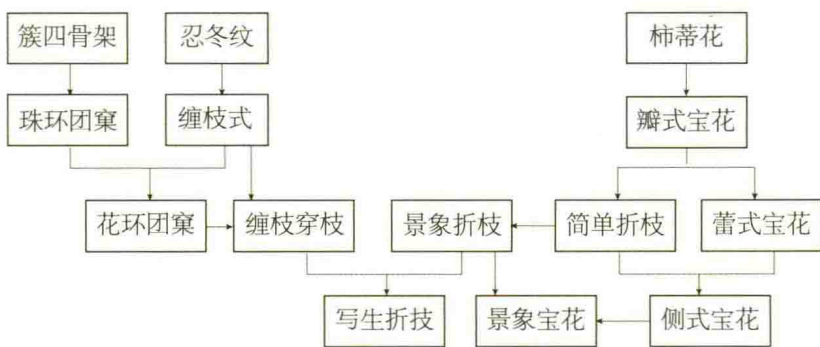 簇四骨架 忍冬纹 柿蒂花
珠环团窠 缠枝式 瓣式宝花
花环团窠 缠枝穿枝 景象折枝 简单折枝 蕾式宝花
写生折技 景象宝花 侧式宝花